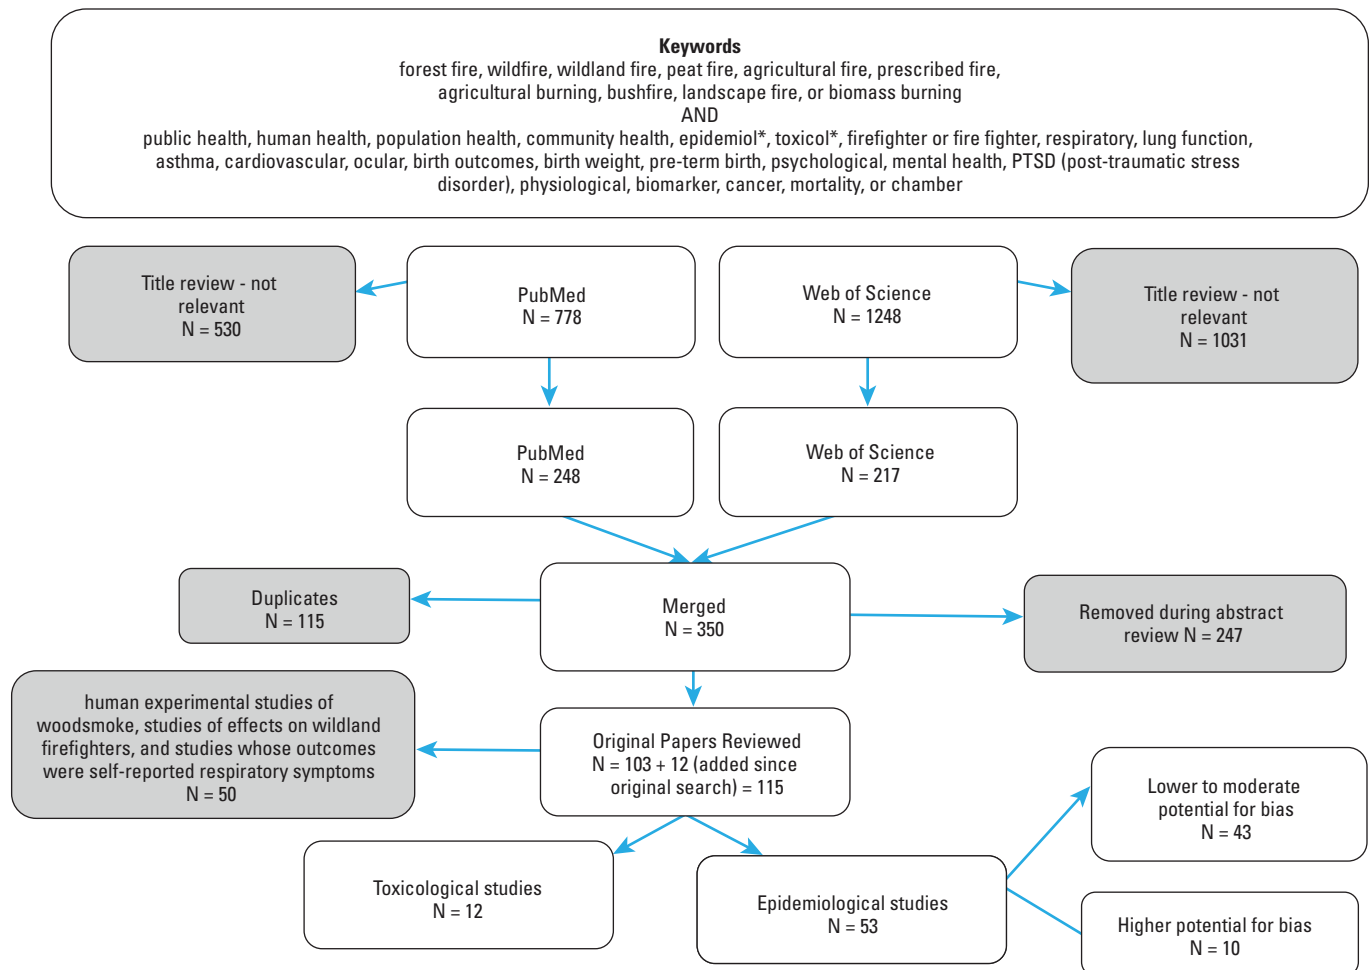 Keywords
forest fire, wildfire, wildland fire, peat fire, agricultural fire, prescribed fire,
agricultural burning, bushfire, landscape fire, or biomass burning
AND
public health, human health, population health, community health, epidemiol*, toxicol*, firefighter or fire fighter, respiratory, lung function,
asthma, cardiovascular, ocular, birth outcomes, birth weight, pre-term birth, psychological, mental health, PTSD (post-traumatic stress
disorder), physiological, biomarker, cancer, mortality, or chamber
Title review - not
relevant
N = 530
PubMed
N = 778
Web of Science
N = 1248
Title review - not
relevant
N = 1031
PubMed
N = 248
Web of Science
N = 217
Duplicates
N = 115
Merged
N = 350
Removed during abstract
review N = 247
human experimental studies of
woodsmoke, studies of effects on wildland
firefighters, and studies whose outcomes
were self-reported respiratory symptoms
N = 50
Original Papers Reviewed
N = 103 + 12 (added since
original search) = 115
Lower to moderate
potential for bias
N = 43
Toxicological studies
N = 12
Epidemiological studies
N = 53
Higher potential for bias
N = 10